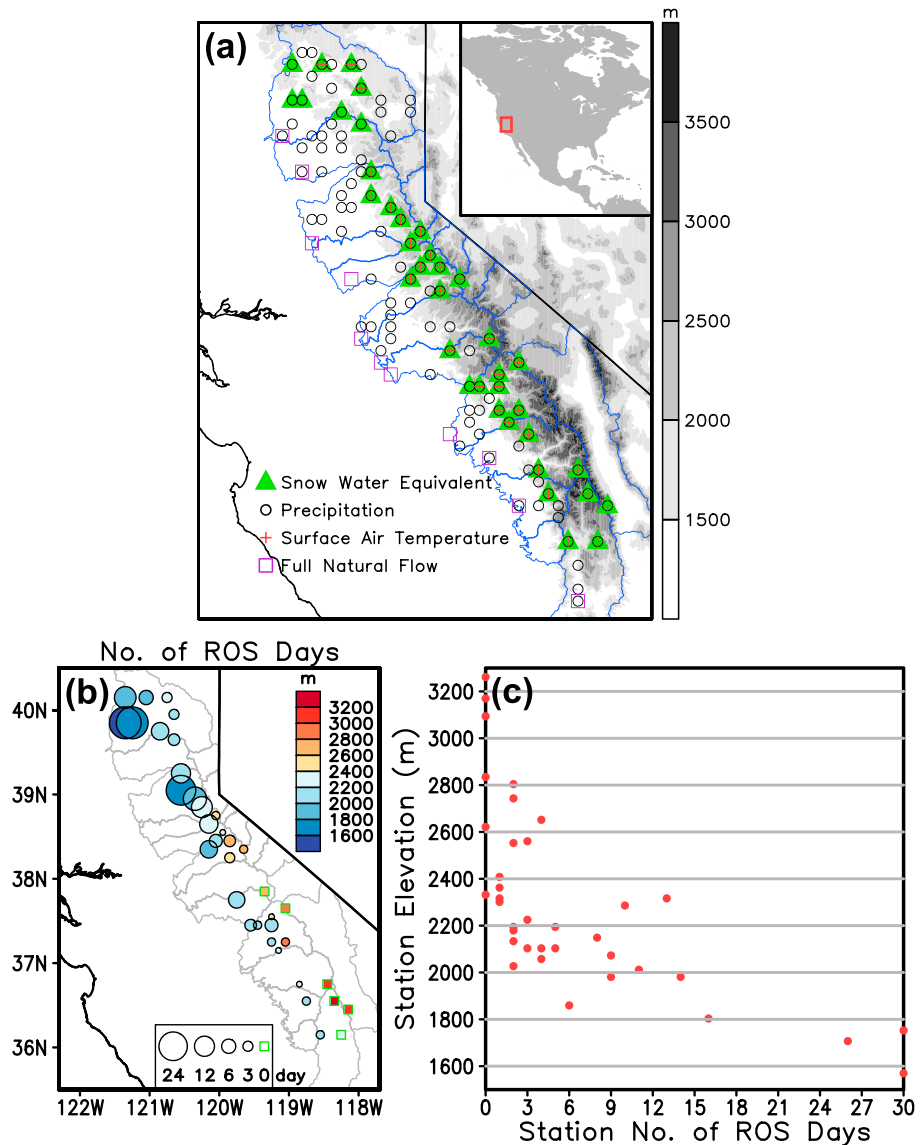 m
(a)
3500
3000
2500
2000
1500
Snow Water Equivalent
Precipitation
Surface Air Temperature
Full Natural Flow
No. of ROS Days
(b)
m
3200
3000
2800
2600
2400
2200
2000
1800
1600
40N
39N
38N
37N
36N
24 12 6 3 0 day
122W 121W 120W 119W 118W
(c)
Station Elevation (m)
3200
3000
2800
2600
2400
2200
2000
1800
1600
0 3 6 9 12 15 18 21 24 27 30
Station No. of ROS Days